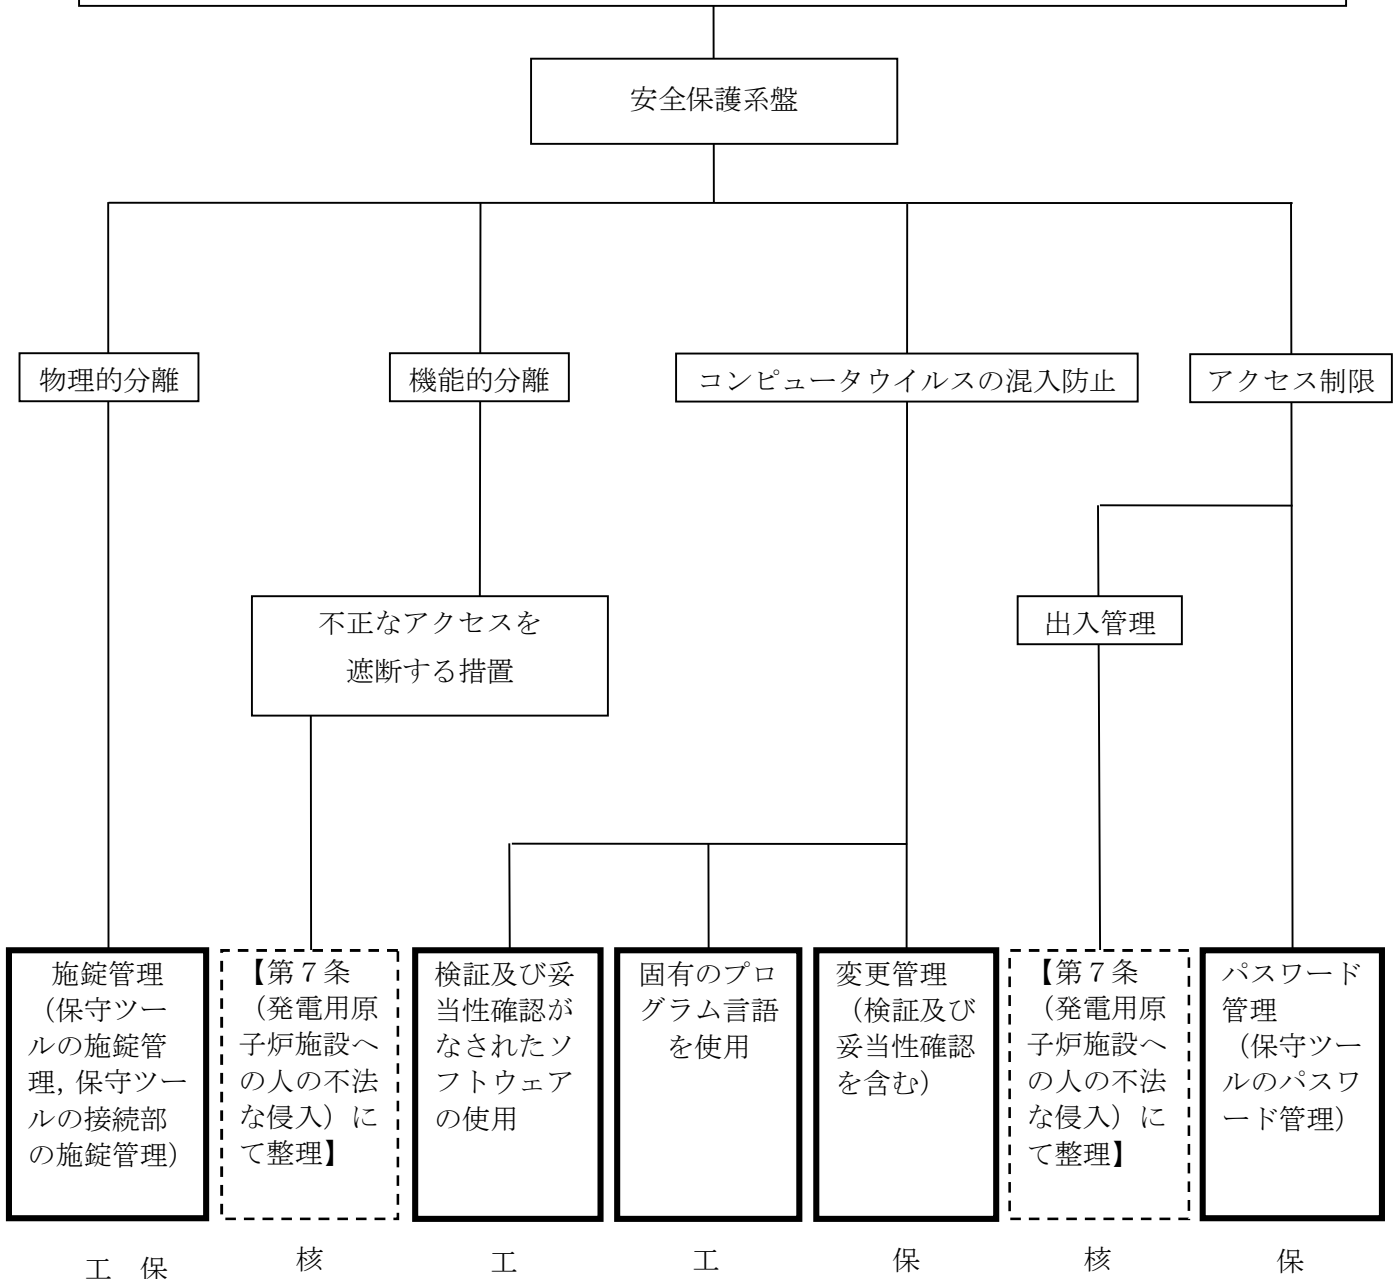 安全保護系盤
物理的分離
機能的分離
コンピュータウイルスの混入防止
アクセス制限
不正なアクセスを
遮断する措置
出入管理
施錠管理
(保守ツー
ルの施錠管
理,保守ツー
ルの接続部
の施錠管理)
【第7条
(発電用原
子炉施設へ
の人の不法
な侵入)に
て整理】
検証及び妥
当性確認が
なされたソ
フトウェア
の使用
固有のプロ
グラム言語
を使用
変更管理
(検証及び
妥当性確認
を含む)
【第7条
(発電用原
子炉施設へ
の人の不法
な侵入)に
て整理】
パスワード
管理
(保守ツー
ルのパスワ
ード管理)
工 保
核
工
工
保
核
保